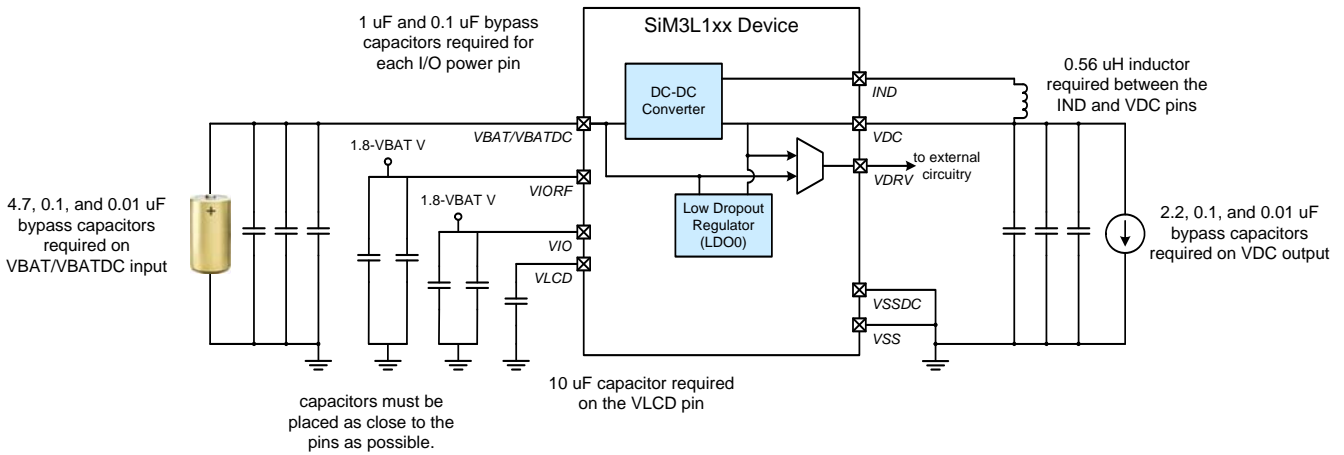 1 uF and 0.1 uF bypass
capacitors required for
each I/O power pin
SiM3L1xx Device
0.56 uH inductor
required between the
IND and VDC pins
DC-DC
Converter
IND
VBAT/VBATDC
VDC
1.8-VBAT V
VIORF
VDRV
to external
circuitry
4.7, 0.1, and 0.01 uF
bypass capacitors
required on
VBAT/VBATDC input
+
1.8-VBAT V
VIO
Low Dropout
Regulator
(LDO0)
2.2, 0.1, and 0.01 uF
bypass capacitors
required on VDC output
VLCD
VSSDC
VSS
10 uF capacitor required
on the VLCD pin
capacitors must be
placed as close to the
pins as possible.